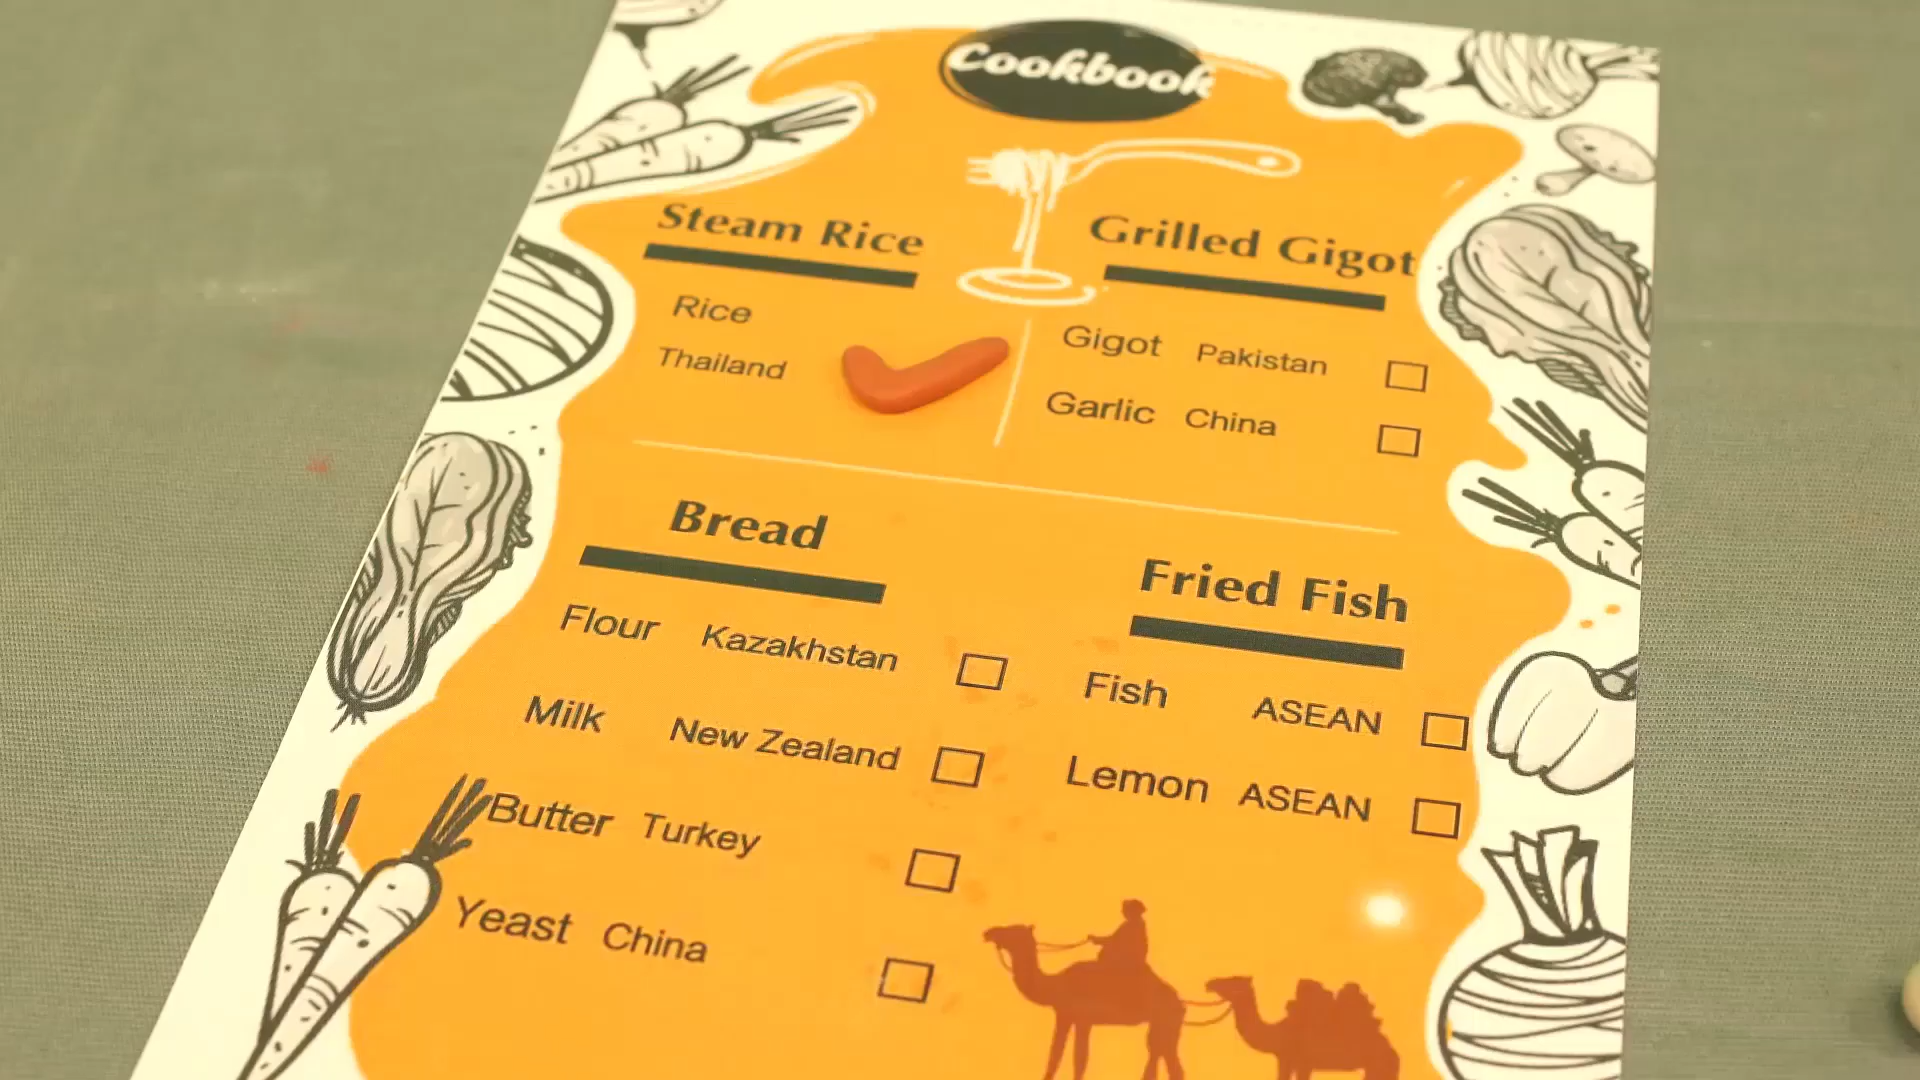 Cookbook
Steam Rice
Rice
Thailand
Grilled Gigot
Gigot Pakistan
Garlic China
Bread
Flour Kazakhstan
Milk New Zealand
Butter Turkey
Yeast China
Fried Fish
Fish ASEAN
Lemon ASEAN